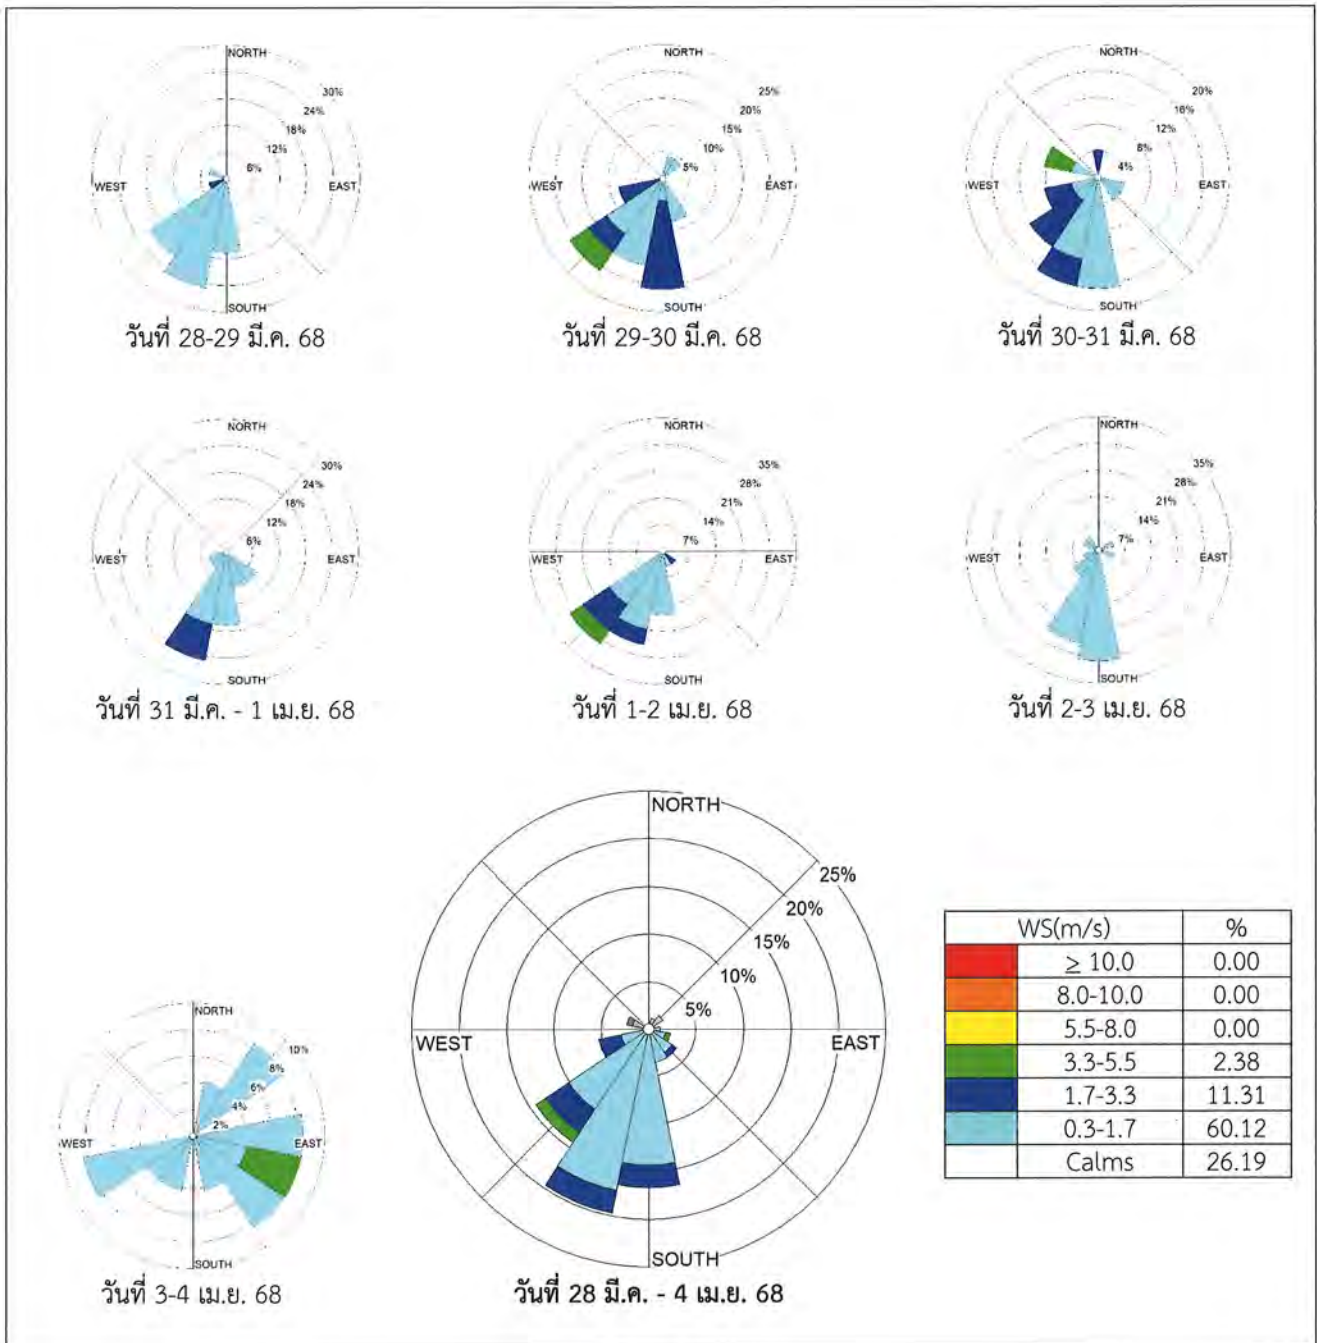 NORTH
30%
24%
18%
12%
6%
WEST
EAST
SOUTH
วันที่ 28-29 มี.ค. 68
NORTH
25%
20%
15%
10%
5%
WEST
EAST
SOUTH
วันที่ 29-30 มี.ค. 68
NORTH
20%
16%
12%
8%
4%
WEST
EAST
SOUTH
วันที่ 30-31 มี.ค. 68
NORTH
30%
24%
18%
12%
6%
WEST
EAST
SOUTH
วันที่ 31 มี.ค. - 1 เม.ย. 68
NORTH
35%
28%
21%
14%
7%
WEST
EAST
SOUTH
วันที่ 1-2 เม.ย. 68
NORTH
35%
28%
21%
14%
7%
WEST
EAST
SOUTH
วันที่ 2-3 เม.ย. 68
NORTH
10%
8%
6%
4%
2%
WEST
EAST
SOUTH
วันที่ 3-4 เม.ย. 68
NORTH
25%
20%
15%
10%
5%
WEST
EAST
SOUTH
วันที่ 28 มี.ค. - 4 เม.ย. 68
WS(m/s) %
≥ 10.0 0.00
8.0-10.0 0.00
5.5-8.0 0.00
3.3-5.5 2.38
1.7-3.3 11.31
0.3-1.7 60.12
Calms 26.19